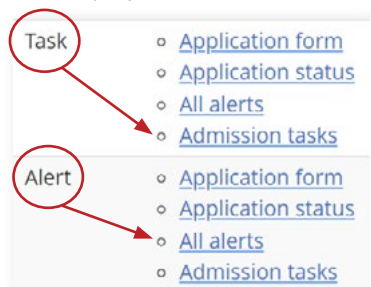 Task
Application form
Application status
All alerts
Admission tasks
Alert
Application form
Application status
All alerts
Admission tasks